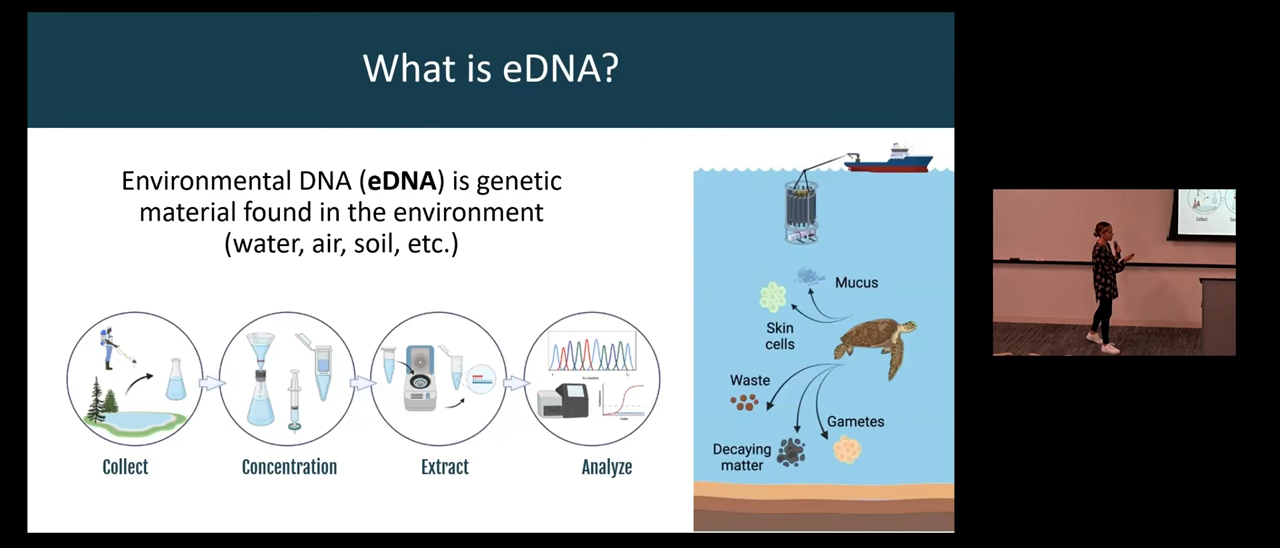 What is eDNA?
Environmental DNA (eDNA) is genetic
material found in the environment
(water, air, soil, etc.)
Collect
Concentration
Extract
Analyze
Mucus
Skin
cells
Waste
Gametes
Decaying
matter
Collect